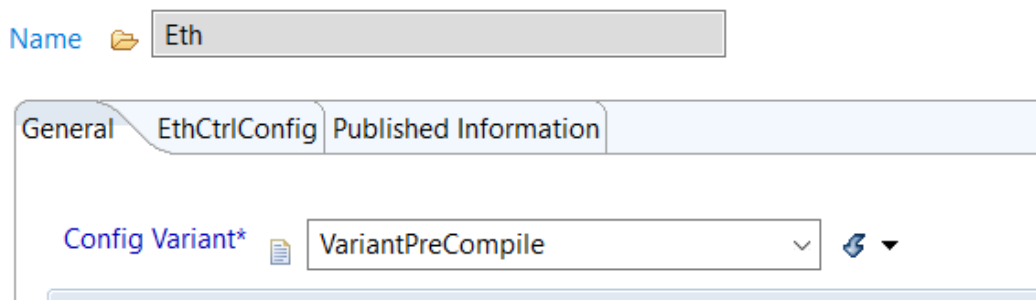 Name Eth
General EthCtrlConfig Published Information
Config Variant* VariantPreCompile